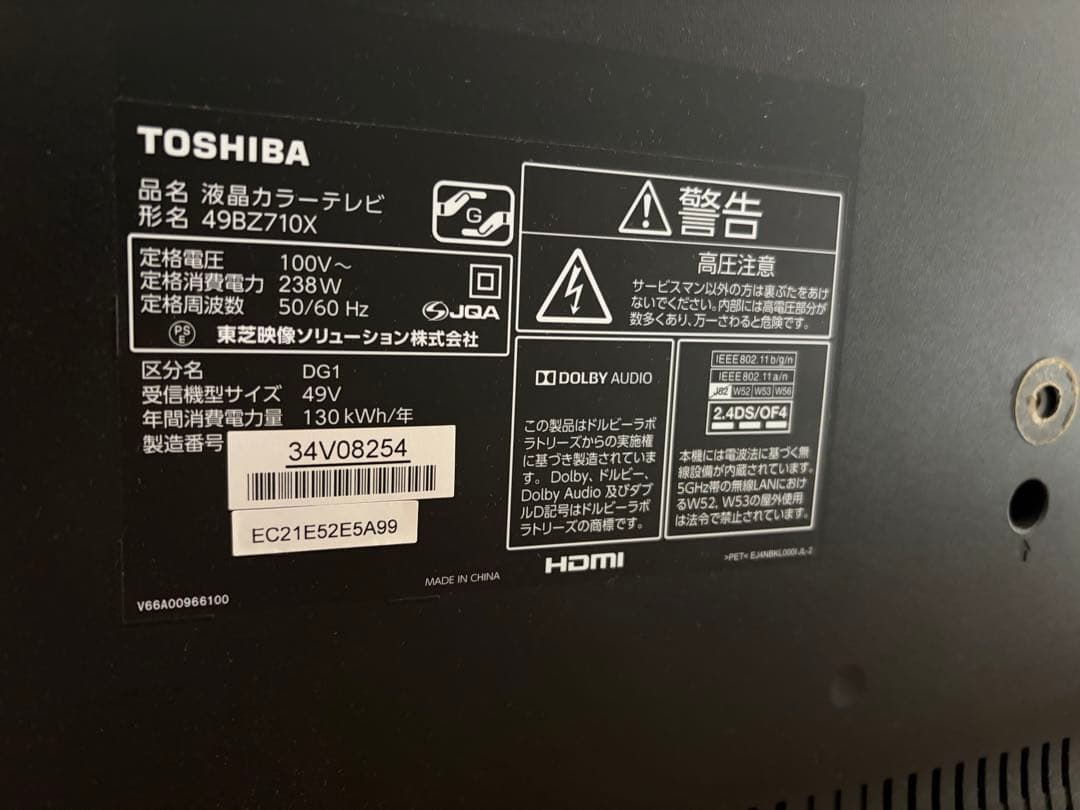 TOSHIBA
品名 液晶カラーテレビ
形名 49BZ710X
G
定格電圧 100V～
定格消費電力 238W
定格周波数 50/60 Hz
JQA
PS
E
東芝映像ソリューション株式会社
区分名 DG1
受信機型サイズ 49V
年間消費電力量 130kWh/年
製造番号
34V08254
EC21E52E5A99
MADE IN CHINA
V66A00966100
警告
高圧注意
サービスマン以外の方は裏ぶたをあけ
ないでください。内部には高電圧部分が
数多くあり、万一さわると危険です。
DOLBY AUDIO
この製品はドルビーラボ
ラトリーズからの実施権
に基づき製造されていま
す。Dolby、ドルビー、
Dolby Audio 及びダブ
ルD記号はドルビーラボ
ラトリーズの商標です。
IEEE802.11b/g/n
IEEE802.11a/n
J52 W52 W53 W56
2.4DS/OF4
本機には電波法に基づく無
線設備が内蔵されています。
5GHz帯の無線LANにおけ
るW52、W53の屋外使用
は法令で禁止されています。
HDMI
>PET< EJ4NBKL000IJL-2